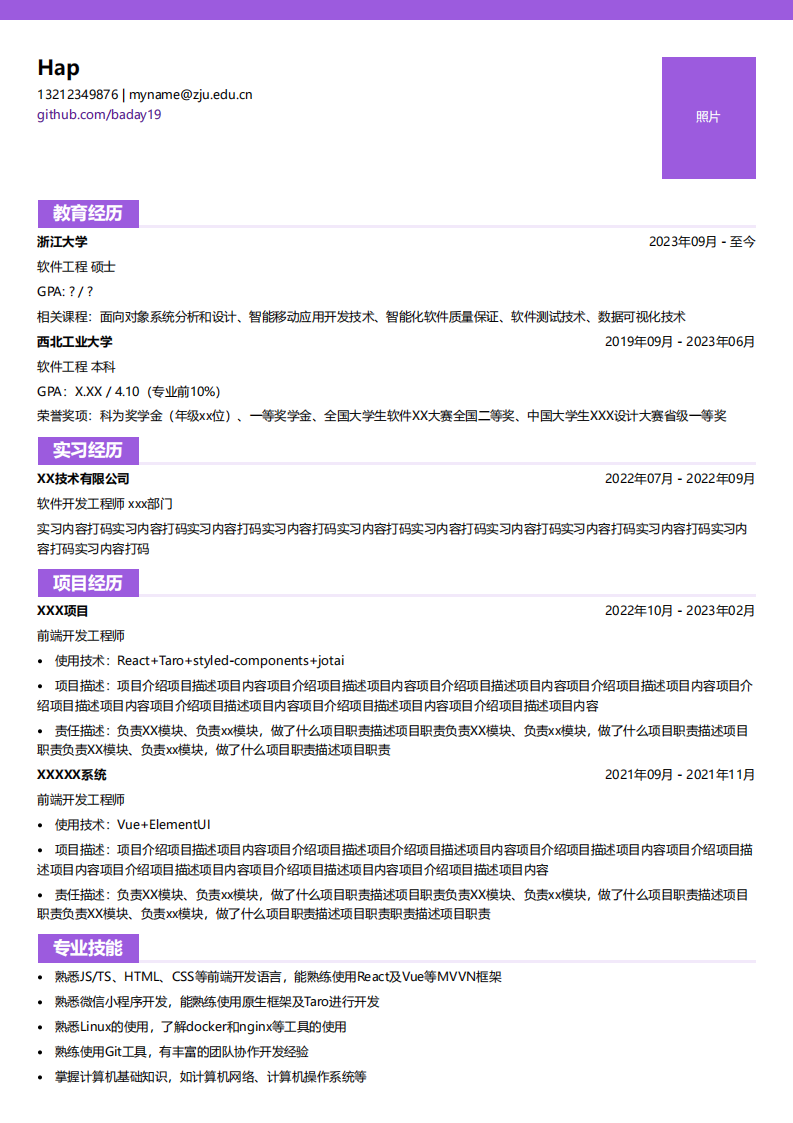 Hap
13212349876 | myname@zju.edu.cn
github.com/baday19
照片
教育经历
浙江大学 2023年09月 - 至今
软件工程 硕士
GPA: ? / ?
相关课程：面向对象系统分析和设计、智能移动应用开发技术、智能化软件质量保证、软件测试技术、数据可视化技术
西北工业大学 2019年09月 - 2023年06月
软件工程 本科
GPA：X.XX / 4.10（专业前10%）
荣誉奖项：科为奖学金（年级xx位）、一等奖学金、全国大学生软件XX大赛全国二等奖、中国大学生XXX设计大赛省级一等奖
实习经历
XX技术有限公司 2022年07月 - 2022年09月
软件开发工程师 xxx部门
实习内容打码实习内容打码实习内容打码实习内容打码实习内容打码实习内容打码实习内容打码实习内容打码实习内容打码实习内
容打码实习内容打码
项目经历
XXX项目 2022年10月 - 2023年02月
前端开发工程师
• 使用技术：React+Taro+styled-components+jotai
• 项目描述：项目介绍项目描述项目内容项目介绍项目描述项目内容项目介绍项目描述项目内容项目介绍项目描述项目内容项目介
绍项目描述项目内容项目介绍项目描述项目内容项目介绍项目描述项目内容项目介绍项目描述项目内容
• 责任描述：负责XX模块、负责xx模块，做了什么项目职责描述项目职责负责XX模块、负责xx模块，做了什么项目职责描述项目
职责负责XX模块、负责xx模块，做了什么项目职责描述项目职责
XXXXX系统 2021年09月 - 2021年11月
前端开发工程师
• 使用技术：Vue+ElementUI
• 项目描述：项目介绍项目描述项目内容项目介绍项目描述项目介绍项目描述项目内容项目介绍项目描述项目内容项目介绍项目描
述项目内容项目介绍项目描述项目内容项目介绍项目描述项目内容项目介绍项目描述项目内容
• 责任描述：负责XX模块、负责xx模块，做了什么项目职责描述项目职责负责XX模块、负责xx模块，做了什么项目职责描述项目
职责负责XX模块、负责xx模块，做了什么项目职责描述项目职责职责描述项目职责
专业技能
• 熟悉JS/TS、HTML、CSS等前端开发语言，能熟练使用React及Vue等MVVN框架
• 熟悉微信小程序开发，能熟练使用原生框架及Taro进行开发
• 熟悉Linux的使用，了解docker和nginx等工具的使用
• 熟练使用Git工具，有丰富的团队协作开发经验
• 掌握计算机基础知识，如计算机网络、计算机操作系统等